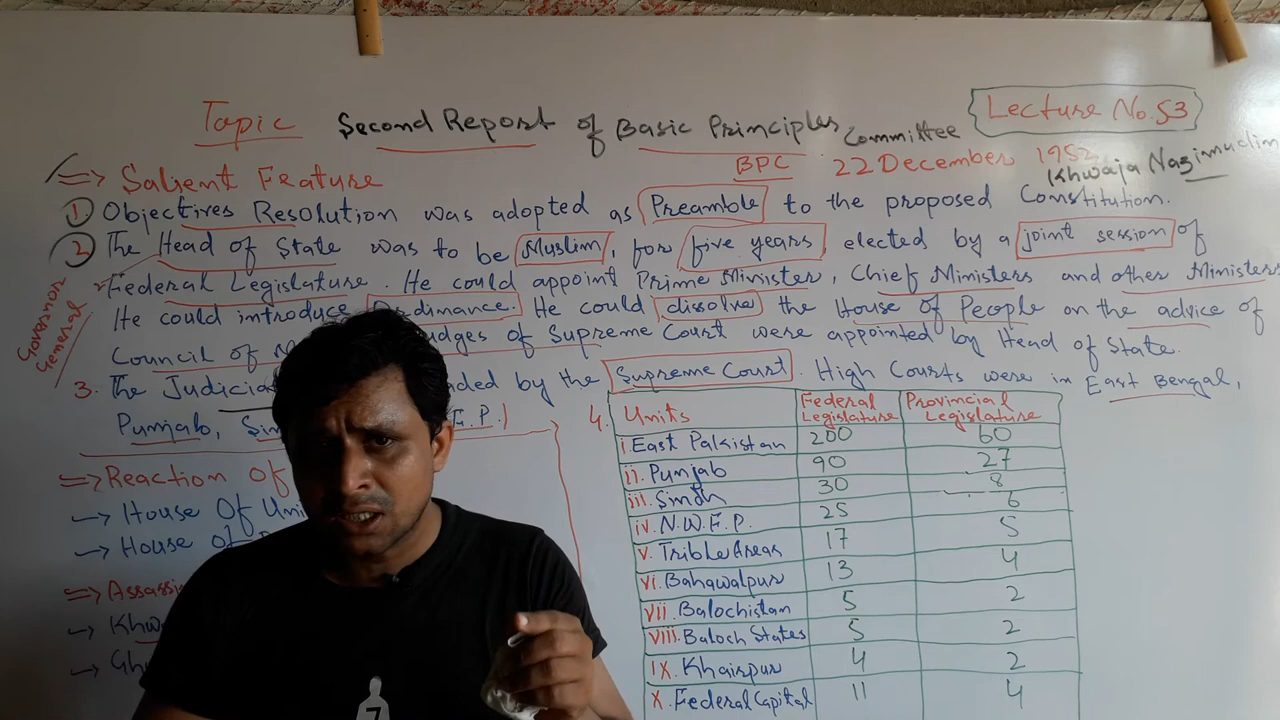 Topic Second Report of Basic Principles Committee
Lecture No.53
BPC 22 December 1952
Khwaja Nazimudin
=> Salient Feature
① Objectives Resolution was adopted as Preamble to the proposed Constitution.
② The Head of State was to be Muslim, for five years, elected by a joint session of
Federal Legislature. He could appoint Prime Minister, Chief Ministers and other Ministers
He could introduce Ordinance. He could disolve the House of People on the advice of
Council of Judges of Supreme Court were appointed by Head of State.
Governor General
3. The Judicia by the Supreme Court. High Courts were in East Bengal,
Punjab, F.P.)
4. Units Federal Legislature Provincial Legislature
i. East Pakistan 200 60
ii. Punjab 90 27
iii. Sindh 30 8
iv. N.W.F.P. 25 6
v. Trible Areas 17 5
vi. Bahawalpur 13 4
vii. Balochistan 5 2
viii. Baloch States 5 2
ix. Khairpur 4 2
x. Federal Capital 11 4
=> Reaction of
→ House Of Uni
→ House of
=> Assassi
→ Khw
→ Gh
7